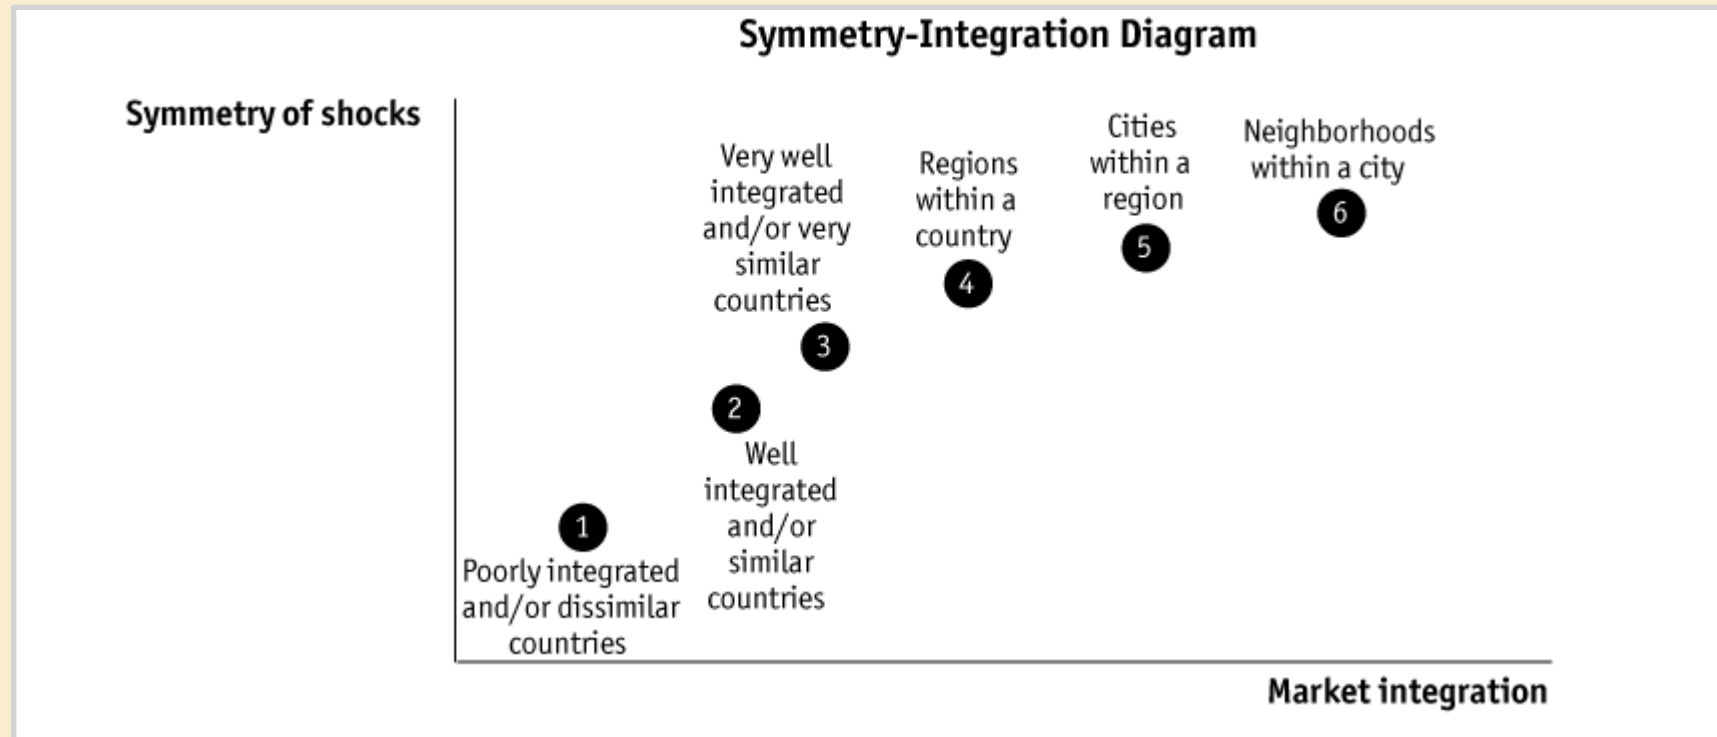 Symmetry-Integration Diagram
Symmetry of shocks
Very well
integrated
and/or very
similar
countries
3
Regions
within a
country
4
Cities
within a
region
5
Neighborhoods
within a city
6
2
Well
integrated
and/or
similar
countries
1
Poorly integrated
and/or dissimilar
countries
Market integration